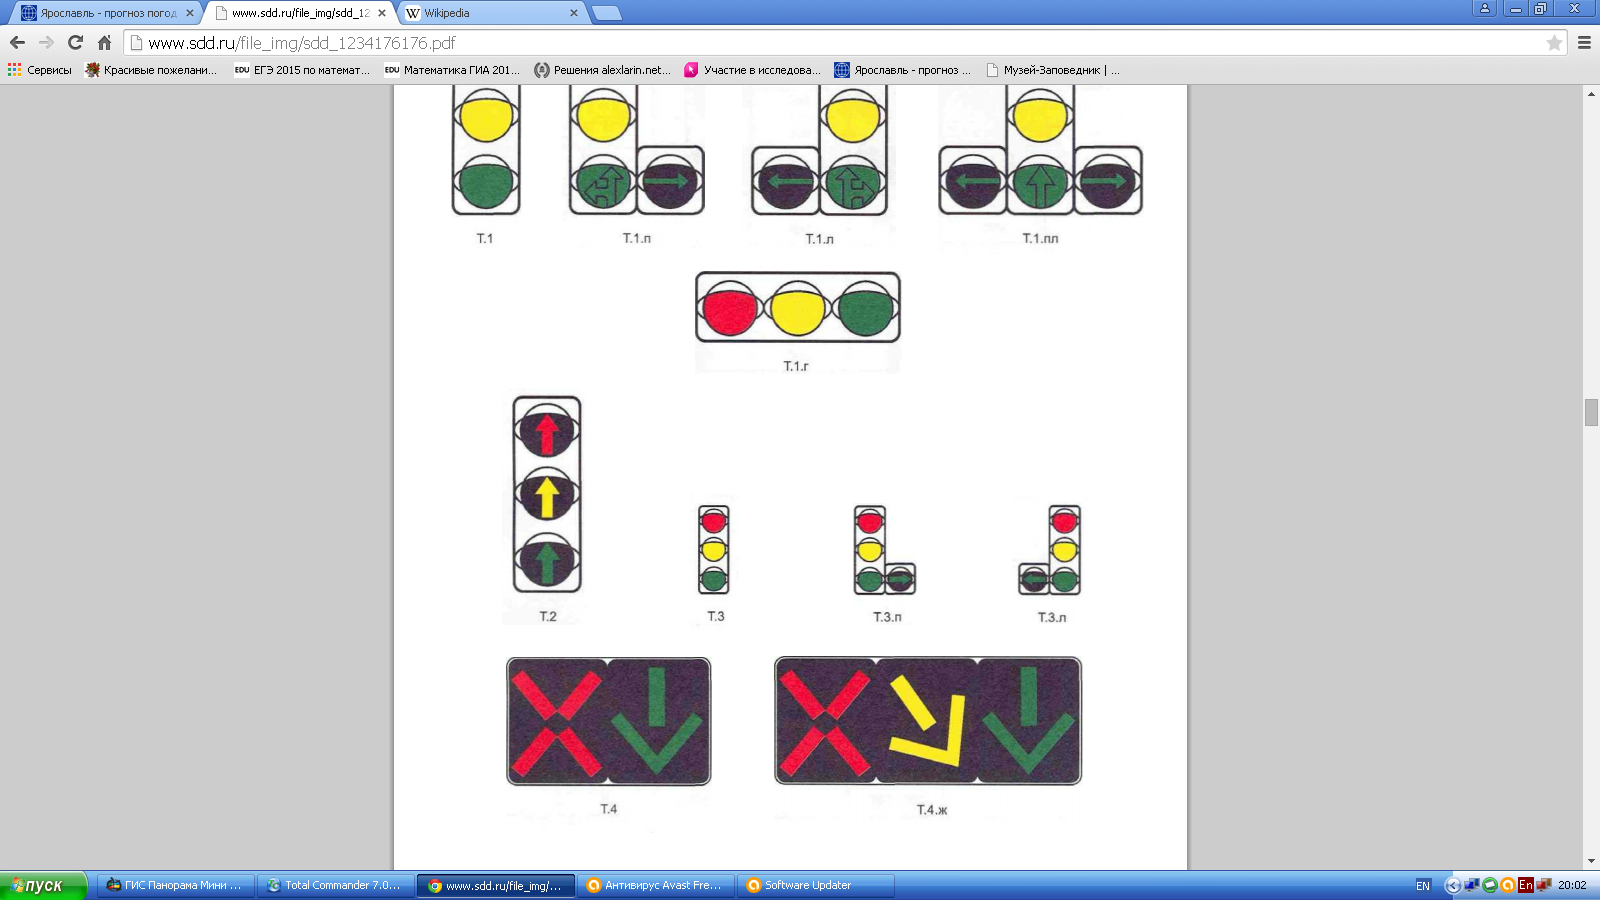 Ярославль - прогноз погод
www.sdd.ru/file_img/sdd_12
W Wikipedia
www.sdd.ru/file_img/sdd_1234176176.pdf
Сервисы
Красивые пожелани...
EDU ЕГЭ 2015 по математ...
EDU Математика ГИА 201...
Решения alexlarin.net...
Участие в исследова...
Ярославль - прогноз ...
Музей-Заповедник | ...
Т.1
Т.1.п
Т.1.л
Т.1.пл
Т.1.г
Т.2
Т.3
Т.3.п
Т.3.л
Т.4
Т.4.ж
пуск
ГИС Панорама Мини ...
Total Commander 7.0...
www.sdd.ru/file_img/...
Антивирус Avast Fre...
Software Updater
EN
En
20:02